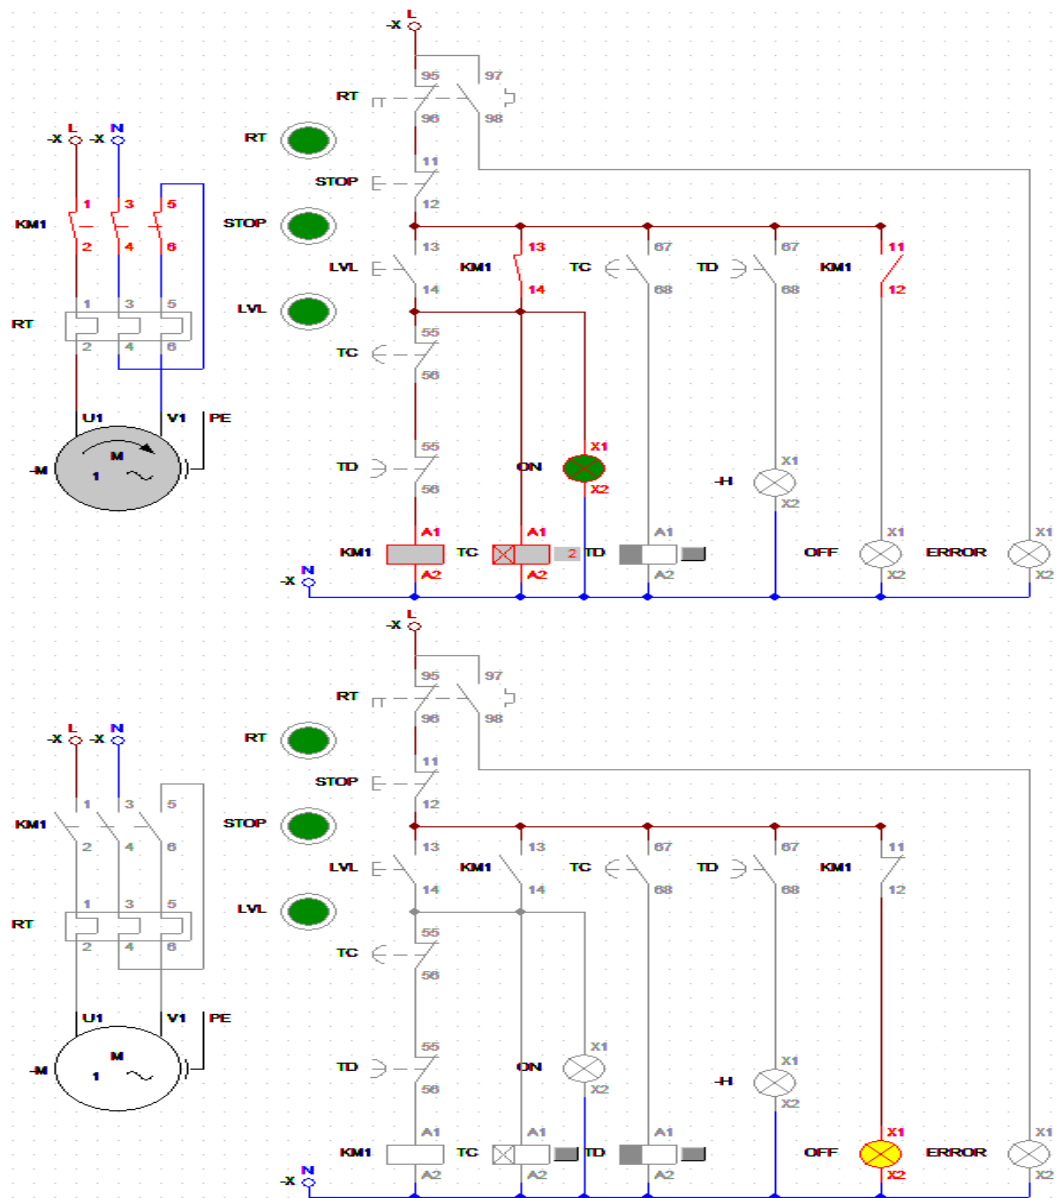 L
-X
95 97
RT
96 98
L N
-X -X
RT
11
STOP
12
1 3 5
KM1
2 4 6
STOP
13 13 67 67 11
LVL KM1 TC TD KM1
14 14 68 68 12
1 3 5
LVL
RT
2 4 6
55
TC
56
U1 V1 PE
M
-M
1
55 X1
TD ON
56 X2
X1
-H
X2
A1 A1 A1 X1 X1
KM1 TC 2 TD OFF ERROR
A2 A2 A2 X2 X2
N
-X
L
-X
95 97
RT
96 98
L N
-X -X
RT
11
STOP
12
1 3 5
KM1
2 4 6
STOP
13 13 67 67 11
LVL KM1 TC TD KM1
14 14 68 68 12
1 3 5
LVL
RT
2 4 6
55
TC
56
U1 V1 PE
M
-M
1
55 X1
TD ON
56 X2
X1
-H
X2
A1 A1 A1 X1 X1
KM1 TC TD OFF ERROR
A2 A2 A2 X2 X2
N
-X